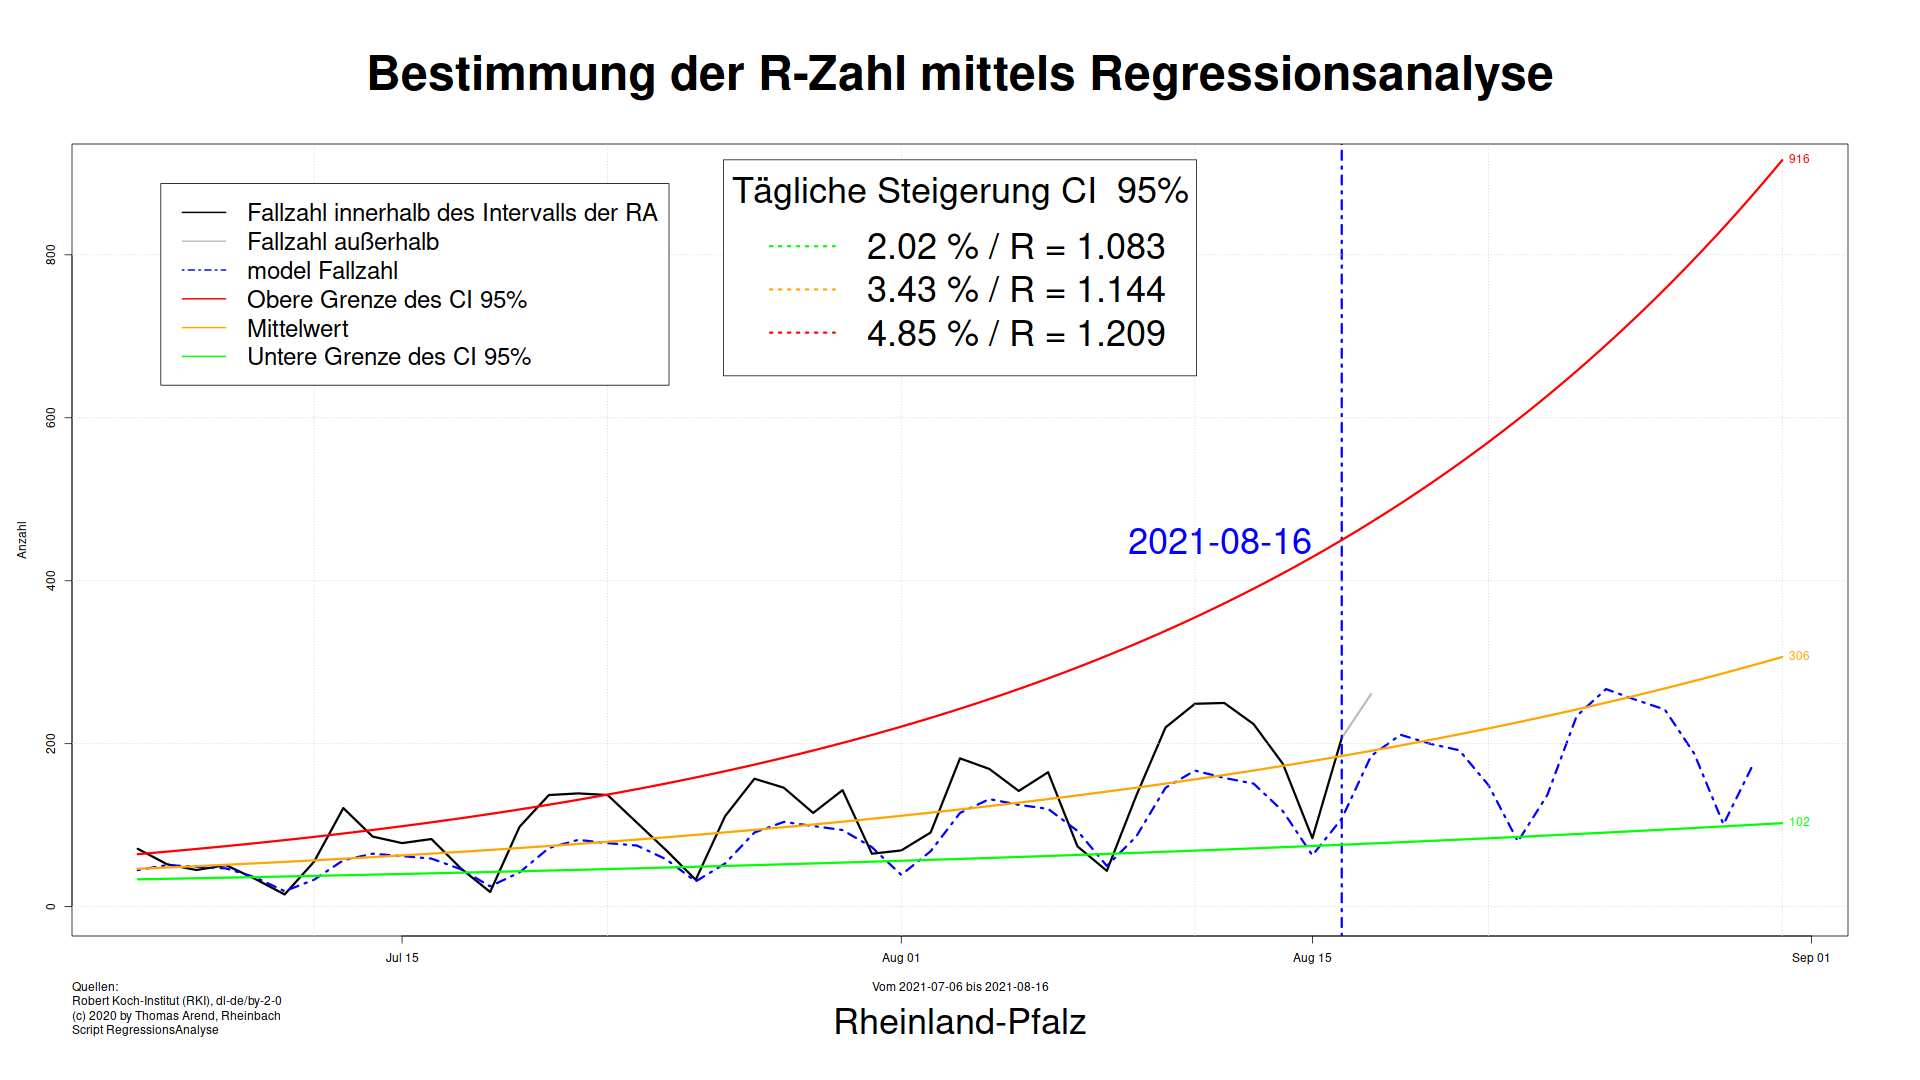 Bestimmung der R-Zahl mittels Regressionsanalyse
Fallzahl innerhalb des Intervalls der RA
Fallzahl außerhalb
model Fallzahl
Obere Grenze des CI 95%
Mittelwert
Untere Grenze des CI 95%
Tägliche Steigerung CI 95%
2.02 % / R = 1.083
3.43 % / R = 1.144
4.85 % / R = 1.209
916
2021-08-16
306
102
Anzahl
800
600
400
200
0
Jul 15
Aug 01
Aug 15
Sep 01
Quellen:
Robert Koch-Institut (RKI), dl-de/by-2-0
(c) 2020 by Thomas Arend, Rheinbach
Script RegressionsAnalyse
Vom 2021-07-06 bis 2021-08-16
Rheinland-Pfalz